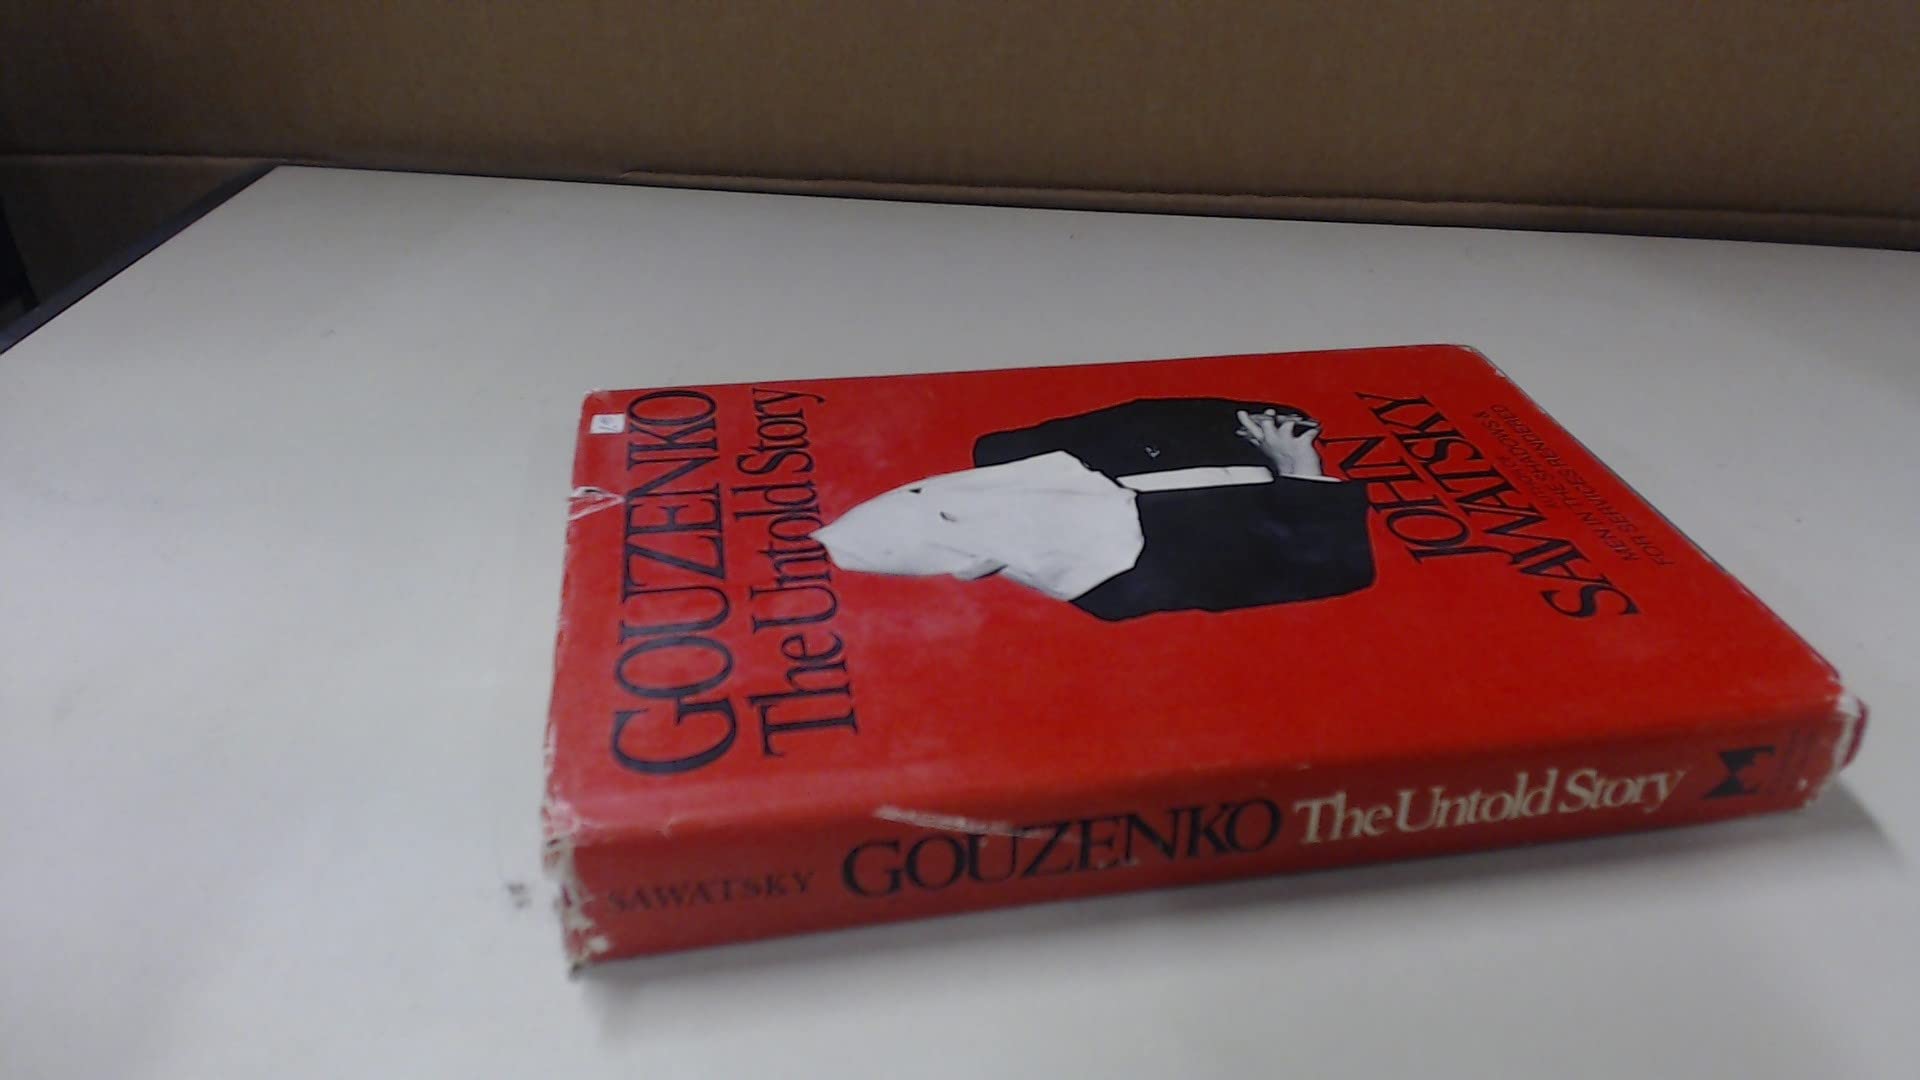 GOUZENKO
The Untold Story
JOHN
SAWATSKY
MEN IN THE SHADOWS &
FOR SERVICES RENDERED
SAWATSKY GOUZENKO The Untold Story